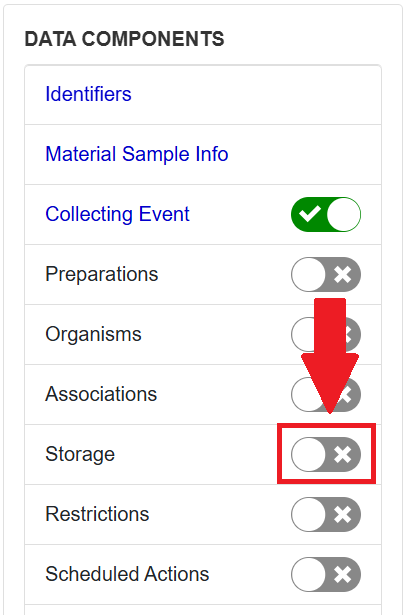 DATA COMPONENTS
Identifiers
Material Sample Info
Collecting Event
Preparations
Organisms
Associations
Storage
Restrictions
Scheduled Actions